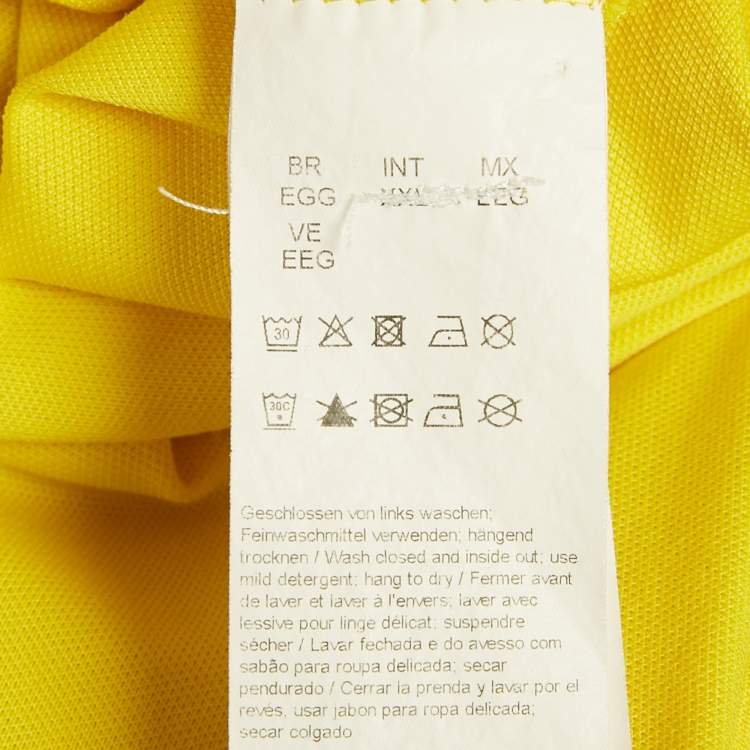 BR INT MX
EGG XXL EEG
VE
EEG
30
30C
Geschlossen von links waschen;
Feinwaschmittel verwenden; hängend
trocknen / Wash closed and inside out; use
mild detergent; hang to dry / Fermer avant
de laver et laver à l'envers; laver avec
lessive pour linge délicat; suspendre
sécher / Lavar fechada e do avesso com
sabão para roupa delicada; secar
pendurado / Cerrar la prenda y lavar por el
revés, usar jabon para ropa delicada;
secar colgado